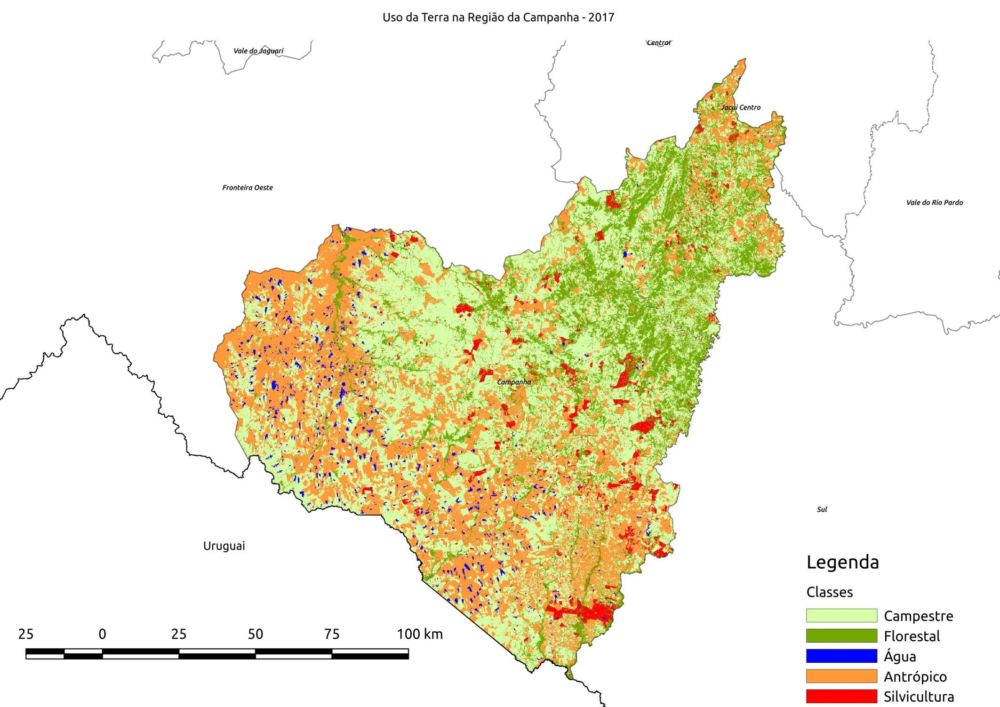 Uso da Terra na Região da Campanha - 2017
Central
Vale do Jaguari
Jacui Centro
Fronteira Oeste
Vale do Rio Pardo
Campanha
Sul
Uruguai
Legenda
Classes
Campestre
Florestal
Água
Antrópico
Silvicultura
25 0 25 50 75 100 km